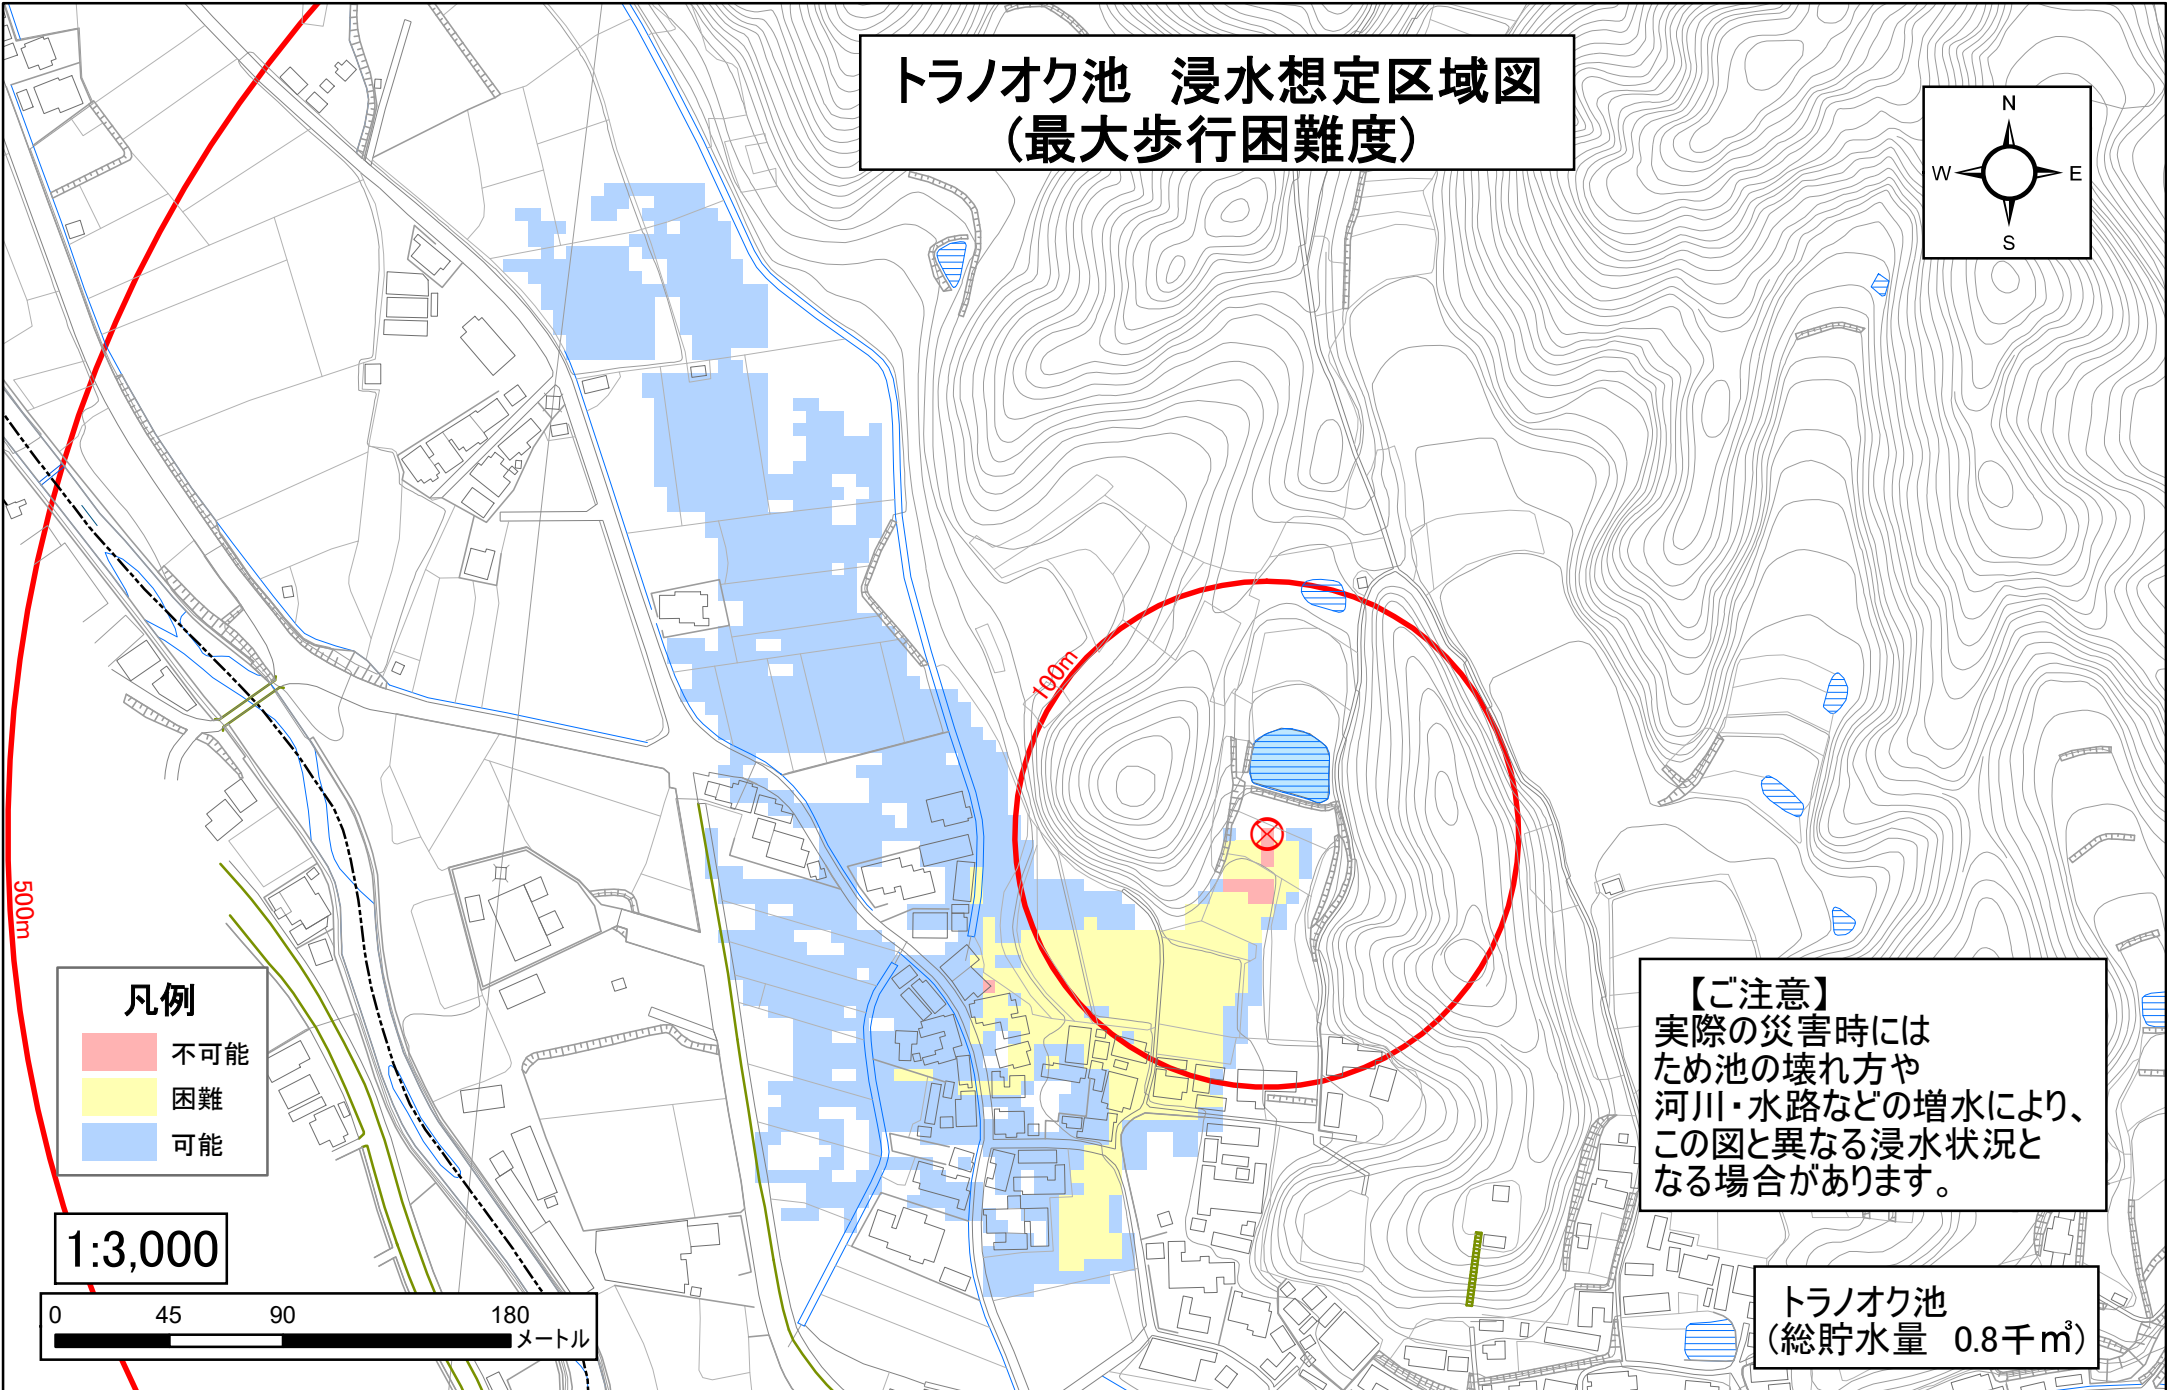 トラノオク池　浸水想定区域図
(最大歩行困難度)
N
W
E
S
100m
500m
凡例
不可能
困難
可能
1:3,000
0 45 90 180
メートル
【ご注意】
実際の災害時には
ため池の壊れ方や
河川・水路などの増水により、
この図と異なる浸水状況と
なる場合があります。
トラノオク池
(総貯水量　0.8千㎥)